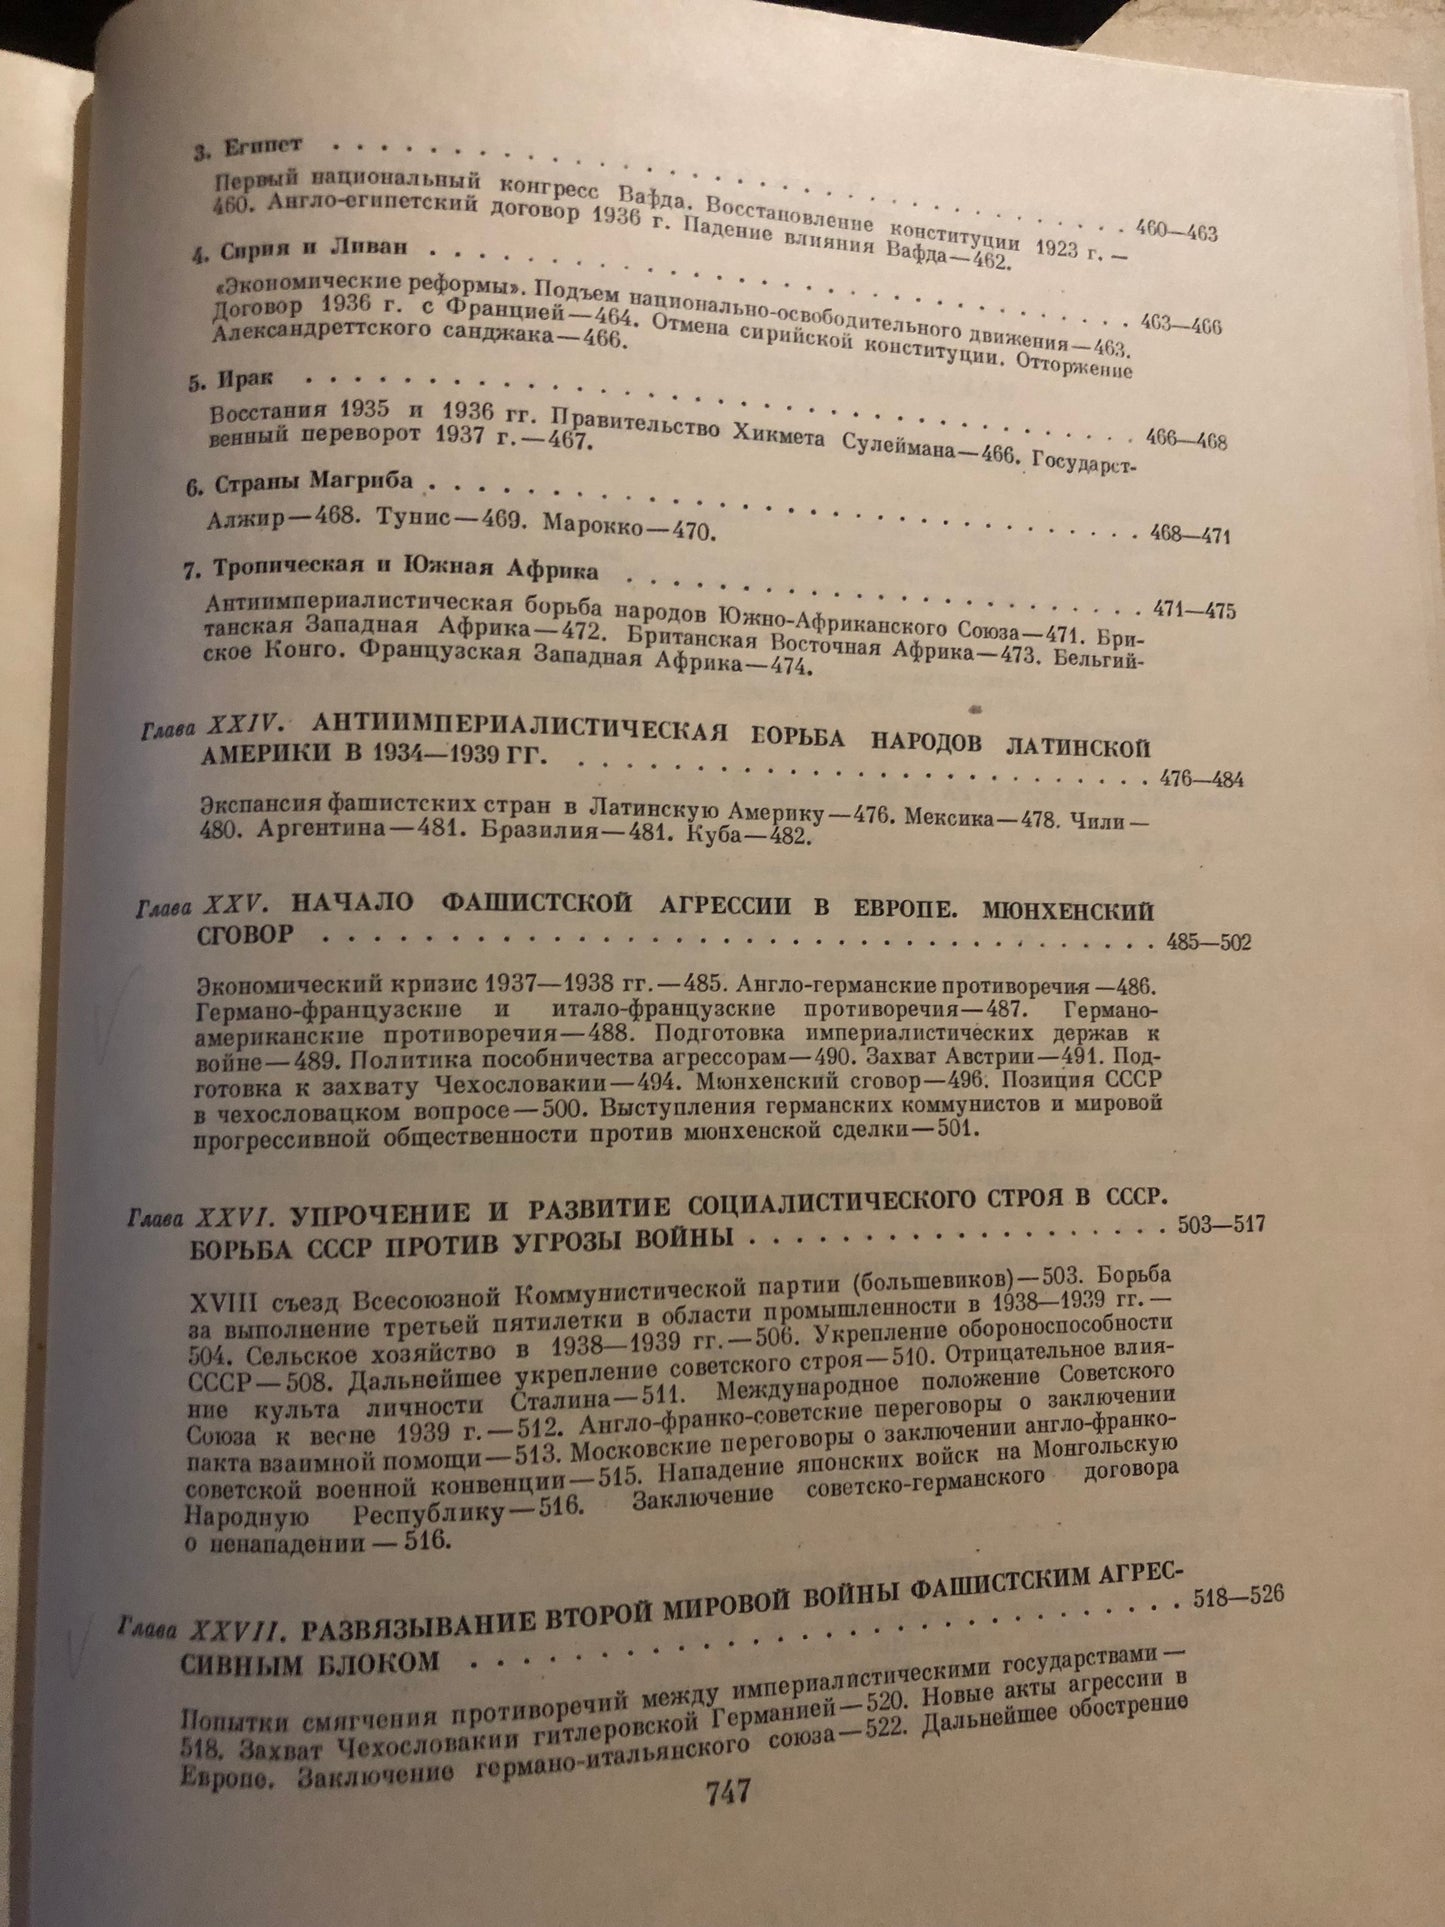 3. Египет . . . . . . . . . . . . . . . . . . . . . . . . . . . . . . . . . 460—463
Первый национальный конгресс Вафда. Восстановление конституции 1923 г. —
460. Англо-египетский договор 1936 г. Падение влияния Вафда—462.
4. Сирия и Ливан . . . . . . . . . . . . . . . . . . . . . . . . . . . . . 463—466
«Экономические реформы». Подъем национально-освободительного движения—463.
Договор 1936 г. с Францией—464. Отмена сирийской конституции. Отторжение
Александреттского санджака—466.
5. Ирак . . . . . . . . . . . . . . . . . . . . . . . . . . . . . . . . . . 466—468
Восстания 1935 и 1936 гг. Правительство Хикмета Сулеймана—466. Государст-
венный переворот 1937 г.—467.
6. Страны Магриба . . . . . . . . . . . . . . . . . . . . . . . . . . . . . 468—471
Алжир—468. Тунис—469. Марокко—470.
7. Тропическая и Южная Африка . . . . . . . . . . . . . . . . . . . . . . 471—475
Антиимпериалистическая борьба народов Южно-Африканского Союза—471. Бри-
танская Западная Африка—472. Британская Восточная Африка—473. Бельгий-
ское Конго. Французская Западная Африка—474.
Глава XXIV. АНТИИМПЕРИАЛИСТИЧЕСКАЯ БОРЬБА НАРОДОВ ЛАТИНСКОЙ
АМЕРИКИ В 1934—1939 ГГ. . . . . . . . . . . . . . . . . . . . . . . . . 476—484
Экспансия фашистских стран в Латинскую Америку—476. Мексика—478. Чили—
480. Аргентина—481. Бразилия—481. Куба—482.
Глава XXV. НАЧАЛО ФАШИСТСКОЙ АГРЕССИИ В ЕВРОПЕ. МЮНХЕНСКИЙ
СГОВОР . . . . . . . . . . . . . . . . . . . . . . . . . . . . . . . . . . 485—502
Экономический кризис 1937—1938 гг.—485. Англо-германские противоречия—486.
Германо-французские и итало-французские противоречия—487. Германо-
американские противоречия—488. Подготовка империалистических держав к
войне—489. Политика пособничества агрессорам—490. Захват Австрии—491. Под-
готовка к захвату Чехословакии—494. Мюнхенский сговор—496. Позиция СССР
в чехословацком вопросе—500. Выступления германских коммунистов и мировой
прогрессивной общественности против мюнхенской сделки—501.
Глава XXVI. УПРОЧЕНИЕ И РАЗВИТИЕ СОЦИАЛИСТИЧЕСКОГО СТРОЯ В СССР.
БОРЬБА СССР ПРОТИВ УГРОЗЫ ВОЙНЫ . . . . . . . . . . . . . . . . . . 503—517
XVIII съезд Всесоюзной Коммунистической партии (большевиков)—503. Борьба
за выполнение третьей пятилетки в области промышленности в 1938—1939 гг.—
504. Сельское хозяйство в 1938—1939 гг.—506. Укрепление обороноспособности
СССР—508. Дальнейшее укрепление советского строя—510. Отрицательное влия-
ние культа личности Сталина—511. Международное положение Советского
Союза к весне 1939 г.—512. Англо-франко-советские переговоры о заключении
пакта взаимной помощи—513. Московские переговоры о заключении англо-франко-
советской военной конвенции—515. Нападение японских войск на Монгольскую
Народную Республику—516. Заключение советско-германского договора
о ненападении — 516.
Глава XXVII. РАЗВЯЗЫВАНИЕ ВТОРОЙ МИРОВОЙ ВОЙНЫ ФАШИСТСКИМ АГРЕС-
СИВНЫМ БЛОКОМ . . . . . . . . . . . . . . . . . . . . . . . . . . . . 518—526
Попытки смягчения противоречий между империалистическими государствами—
518. Захват Чехословакии гитлеровской Германией—520. Новые акты агрессии в
Европе. Заключение германо-итальянского союза—522. Дальнейшее обострение
747